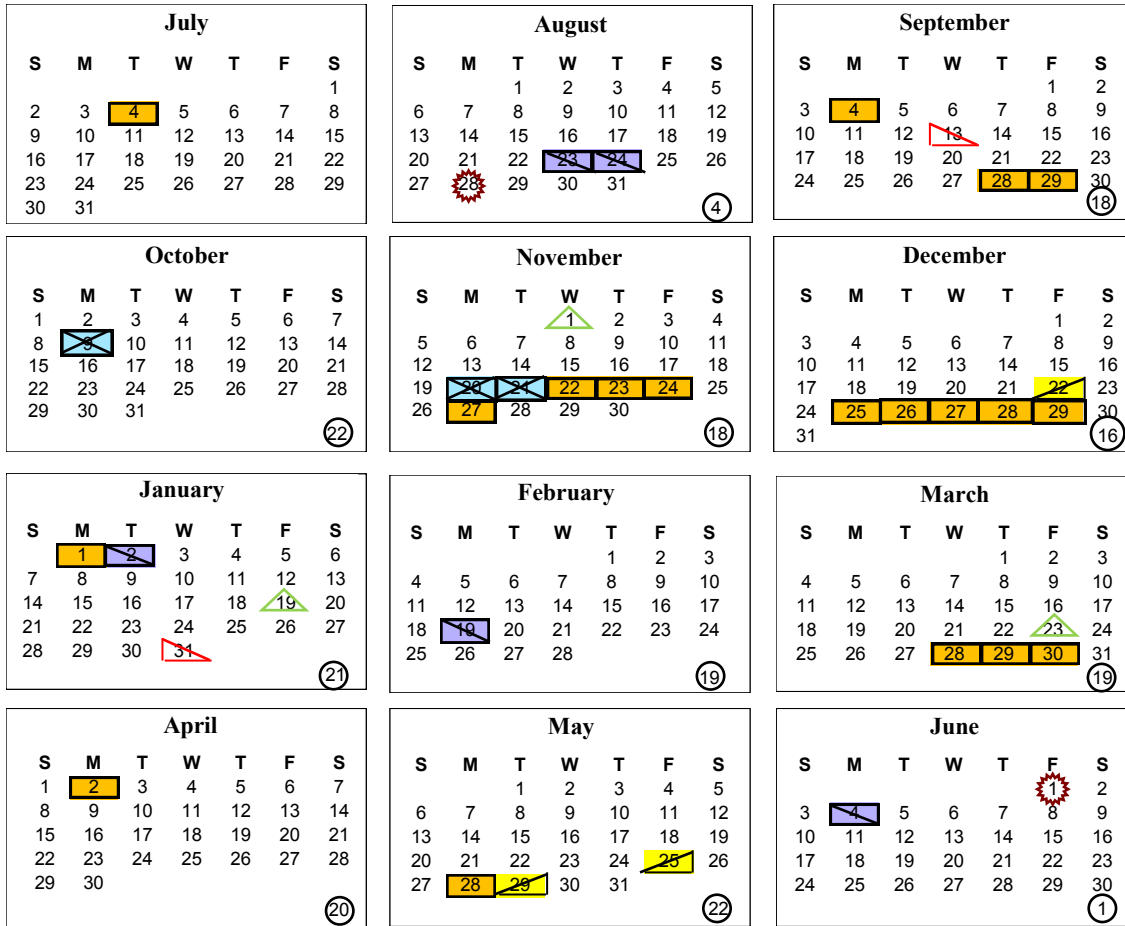 July
S M T W T F S
1
2 3 4 5 6 7 8
9 10 11 12 13 14 15
16 17 18 19 20 21 22
23 24 25 26 27 28 29
30 31
August
S M T W T F S
1 2 3 4 5
6 7 8 9 10 11 12
13 14 15 16 17 18 19
20 21 22 23 24 25 26
27 28 29 30 31
4
September
S M T W T F S
1 2
3 4 5 6 7 8 9
10 11 12 13 14 15 16
17 18 19 20 21 22 23
24 25 26 27 28 29 30
18
October
S M T W T F S
1 2 3 4 5 6 7
8 9 10 11 12 13 14
15 16 17 18 19 20 21
22 23 24 25 26 27 28
29 30 31
22
November
S M T W T F S
1 2 3 4
5 6 7 8 9 10 11
12 13 14 15 16 17 18
19 20 21 22 23 24 25
26 27 28 29 30
18
December
S M T W T F S
1 2
3 4 5 6 7 8 9
10 11 12 13 14 15 16
17 18 19 20 21 22 23
24 25 26 27 28 29 30
31
16
January
S M T W T F S
1 2 3 4 5 6
7 8 9 10 11 12 13
14 15 16 17 18 19 20
21 22 23 24 25 26 27
28 29 30 31
21
February
S M T W T F S
1 2 3
4 5 6 7 8 9 10
11 12 13 14 15 16 17
18 19 20 21 22 23 24
25 26 27 28
19
March
S M T W T F S
1 2 3
4 5 6 7 8 9 10
11 12 13 14 15 16 17
18 19 20 21 22 23 24
25 26 27 28 29 30 31
19
April
S M T W T F S
1 2 3 4 5 6 7
8 9 10 11 12 13 14
15 16 17 18 19 20 21
22 23 24 25 26 27 28
29 30
20
May
S M T W T F S
1 2 3 4 5
6 7 8 9 10 11 12
13 14 15 16 17 18 19
20 21 22 23 24 25 26
27 28 29 30 31
22
June
S M T W T F S
1 2
3 4 5 6 7 8 9
10 11 12 13 14 15 16
17 18 19 20 21 22 23
24 25 26 27 28 29 30
1